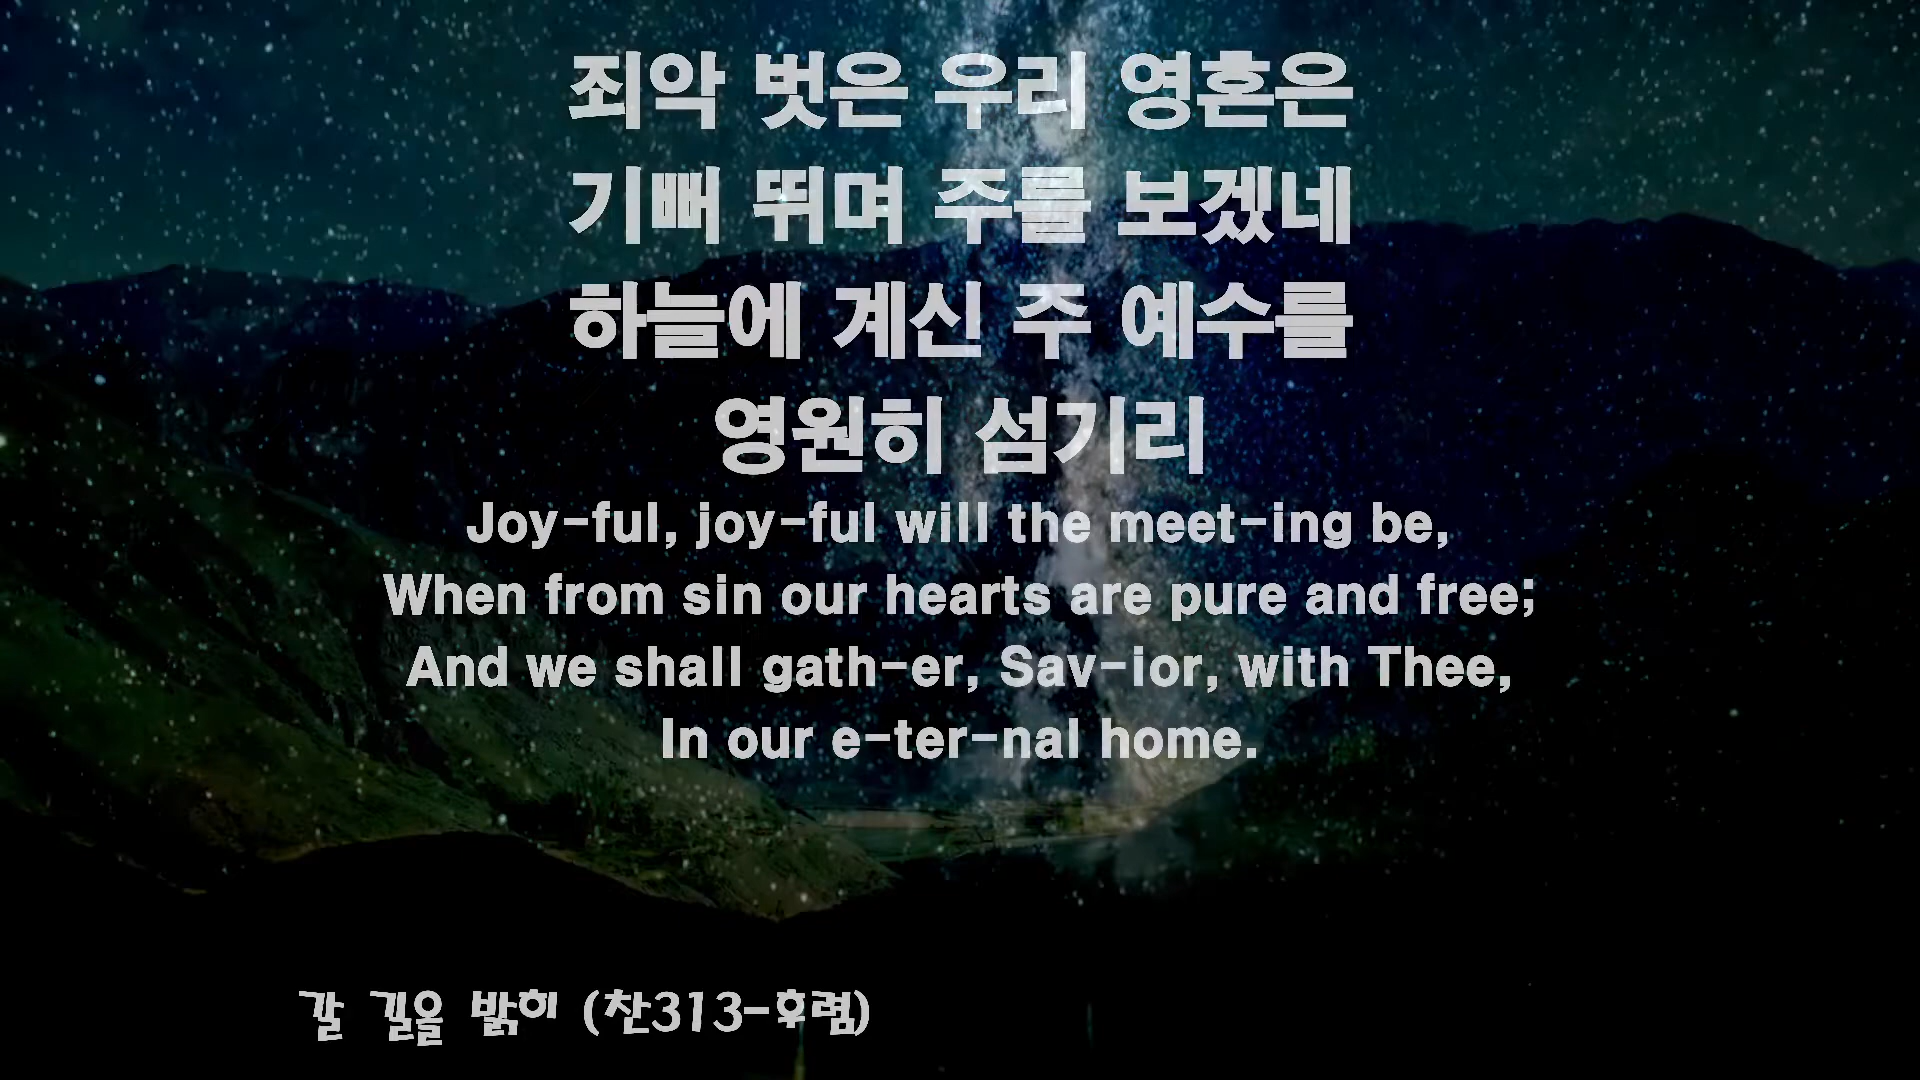 죄악 벗은 우리 영혼은
기뻐 뛰며 주를 보겠네
하늘에 계신 주 예수를
영원히 섬기리
Joy-ful, joy-ful will the meet-ing be,
When from sin our hearts are pure and free;
And we shall gath-er, Sav-ior, with Thee,
In our e-ter-nal home.
갈 길을 밝히 (찬313-후렴)